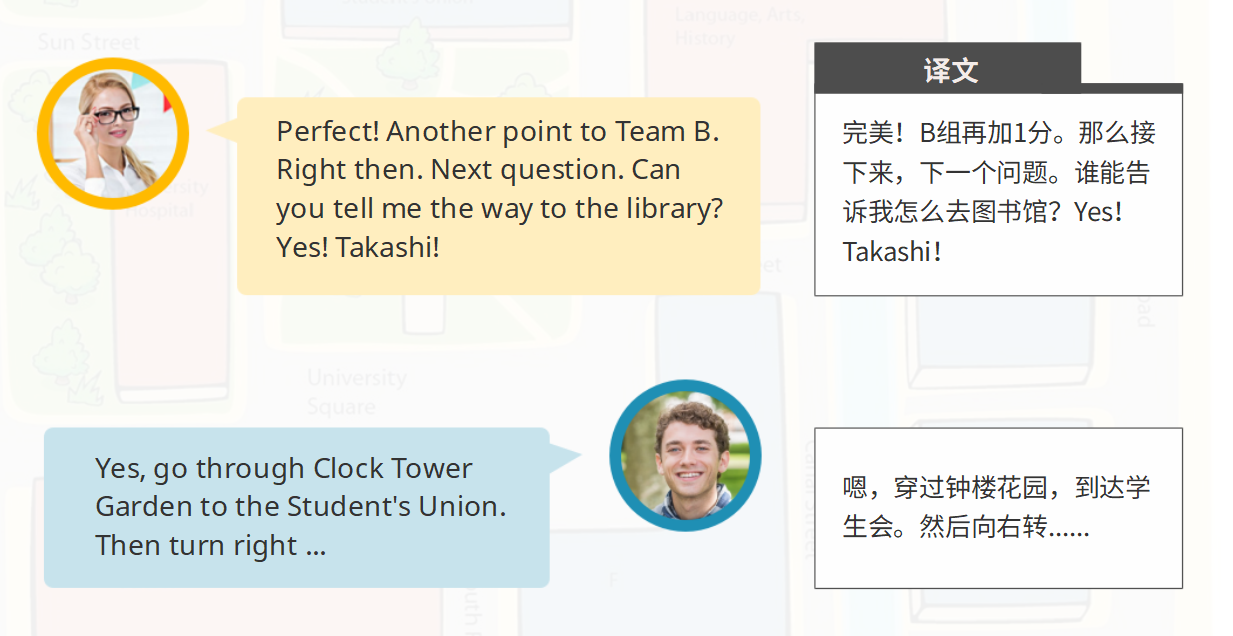 Student's Union
Language, Arts,
History
Sun Street
译文
Perfect! Another point to Team B.
Right then. Next question. Can
you tell me the way to the library?
Yes! Takashi!
完美！B组再加1分。那么接
下来，下一个问题。谁能告
诉我怎么去图书馆？Yes!
Takashi！
Hospital
University
Square
Yes, go through Clock Tower
Garden to the Student's Union.
Then turn right ...
嗯，穿过钟楼花园，到达学
生会。然后向右转……